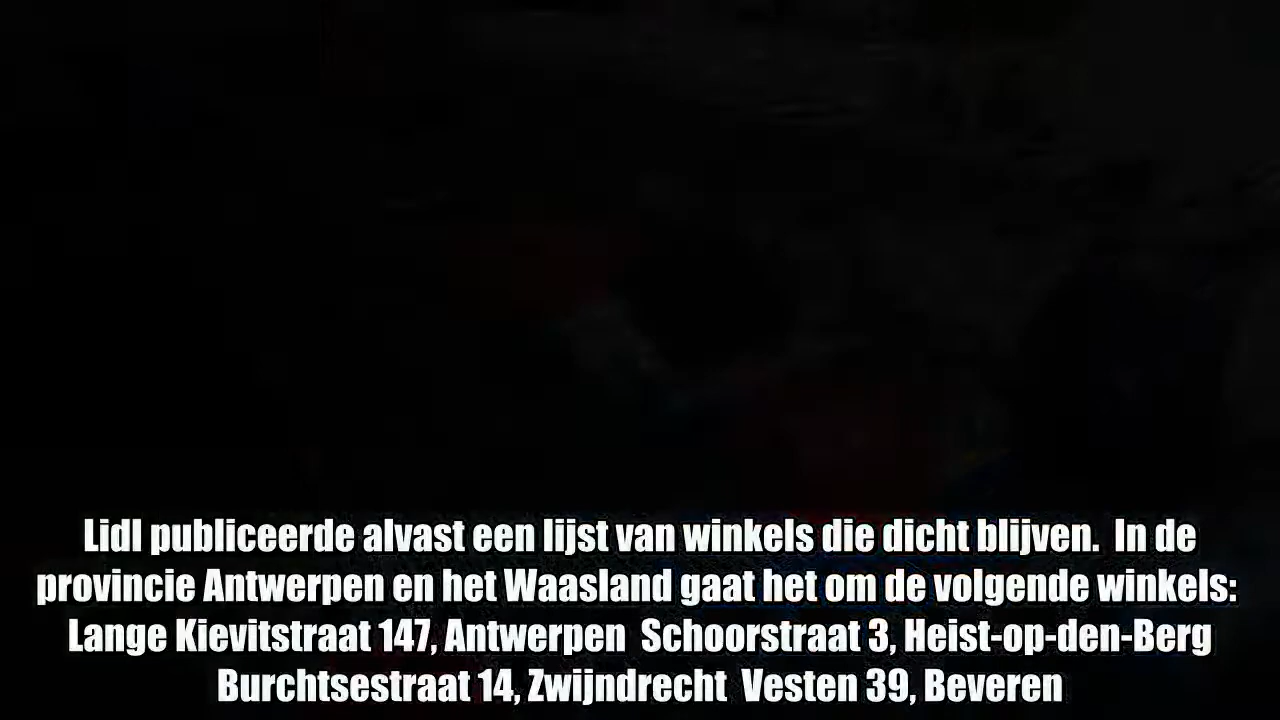 Lidl publiceerde alvast een lijst van winkels die dicht blijven.  In de
provincie Antwerpen en het Waasland gaat het om de volgende winkels:
Lange Kievitstraat 147, Antwerpen  Schoorstraat 3, Heist-op-den-Berg
Burchtsestraat 14, Zwijndrecht  Vesten 39, Beveren